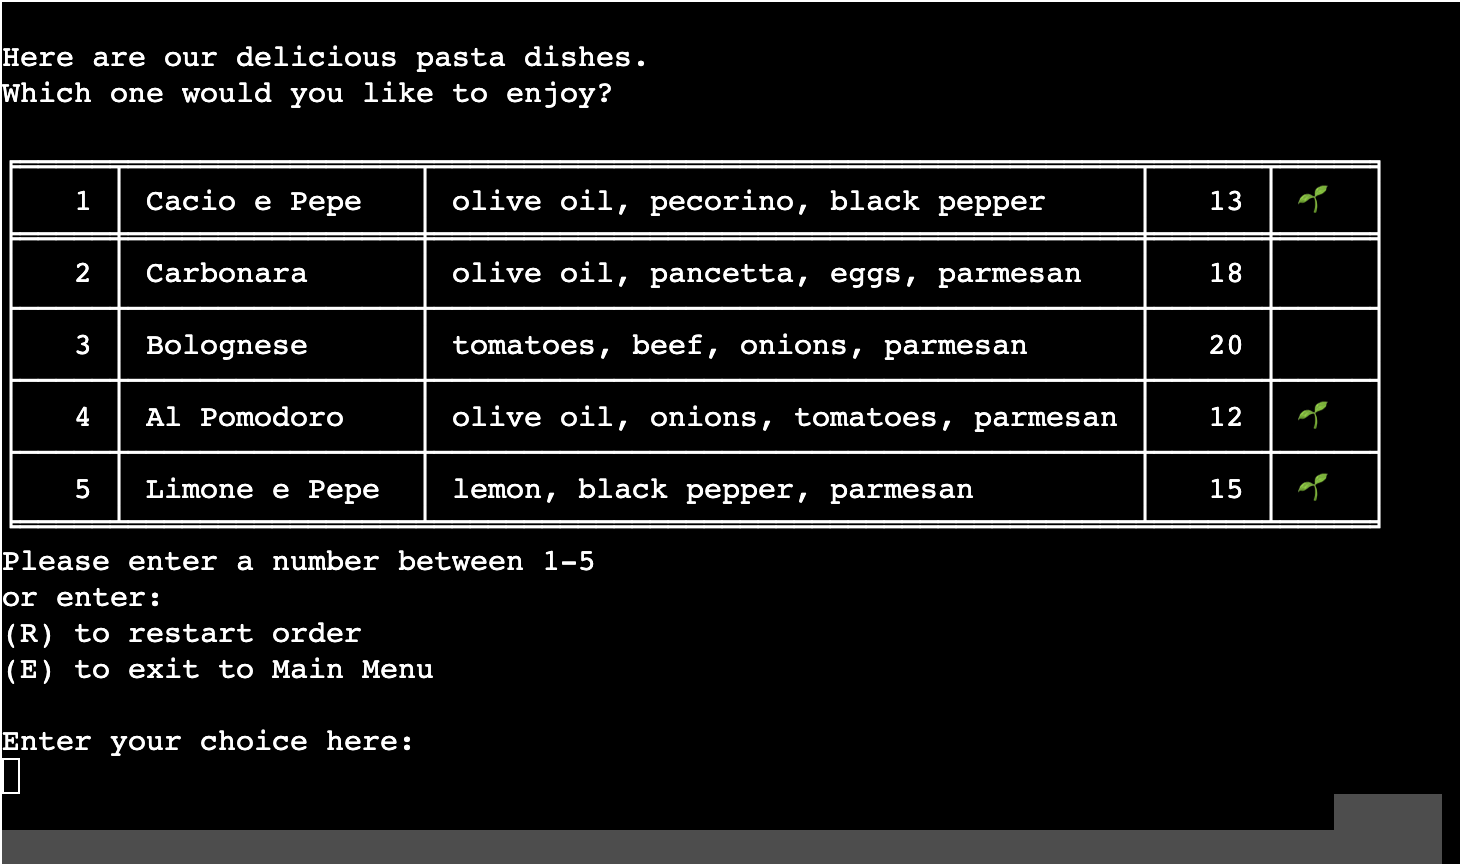 Here are our delicious pasta dishes.
Which one would you like to enjoy?
1 Cacio e Pepe olive oil, pecorino, black pepper 13 🌱
2 Carbonara olive oil, pancetta, eggs, parmesan 18
3 Bolognese tomatoes, beef, onions, parmesan 20
4 Al Pomodoro olive oil, onions, tomatoes, parmesan 12 🌱
5 Limone e Pepe lemon, black pepper, parmesan 15 🌱
Please enter a number between 1-5
or enter:
(R) to restart order
(E) to exit to Main Menu
Enter your choice here: